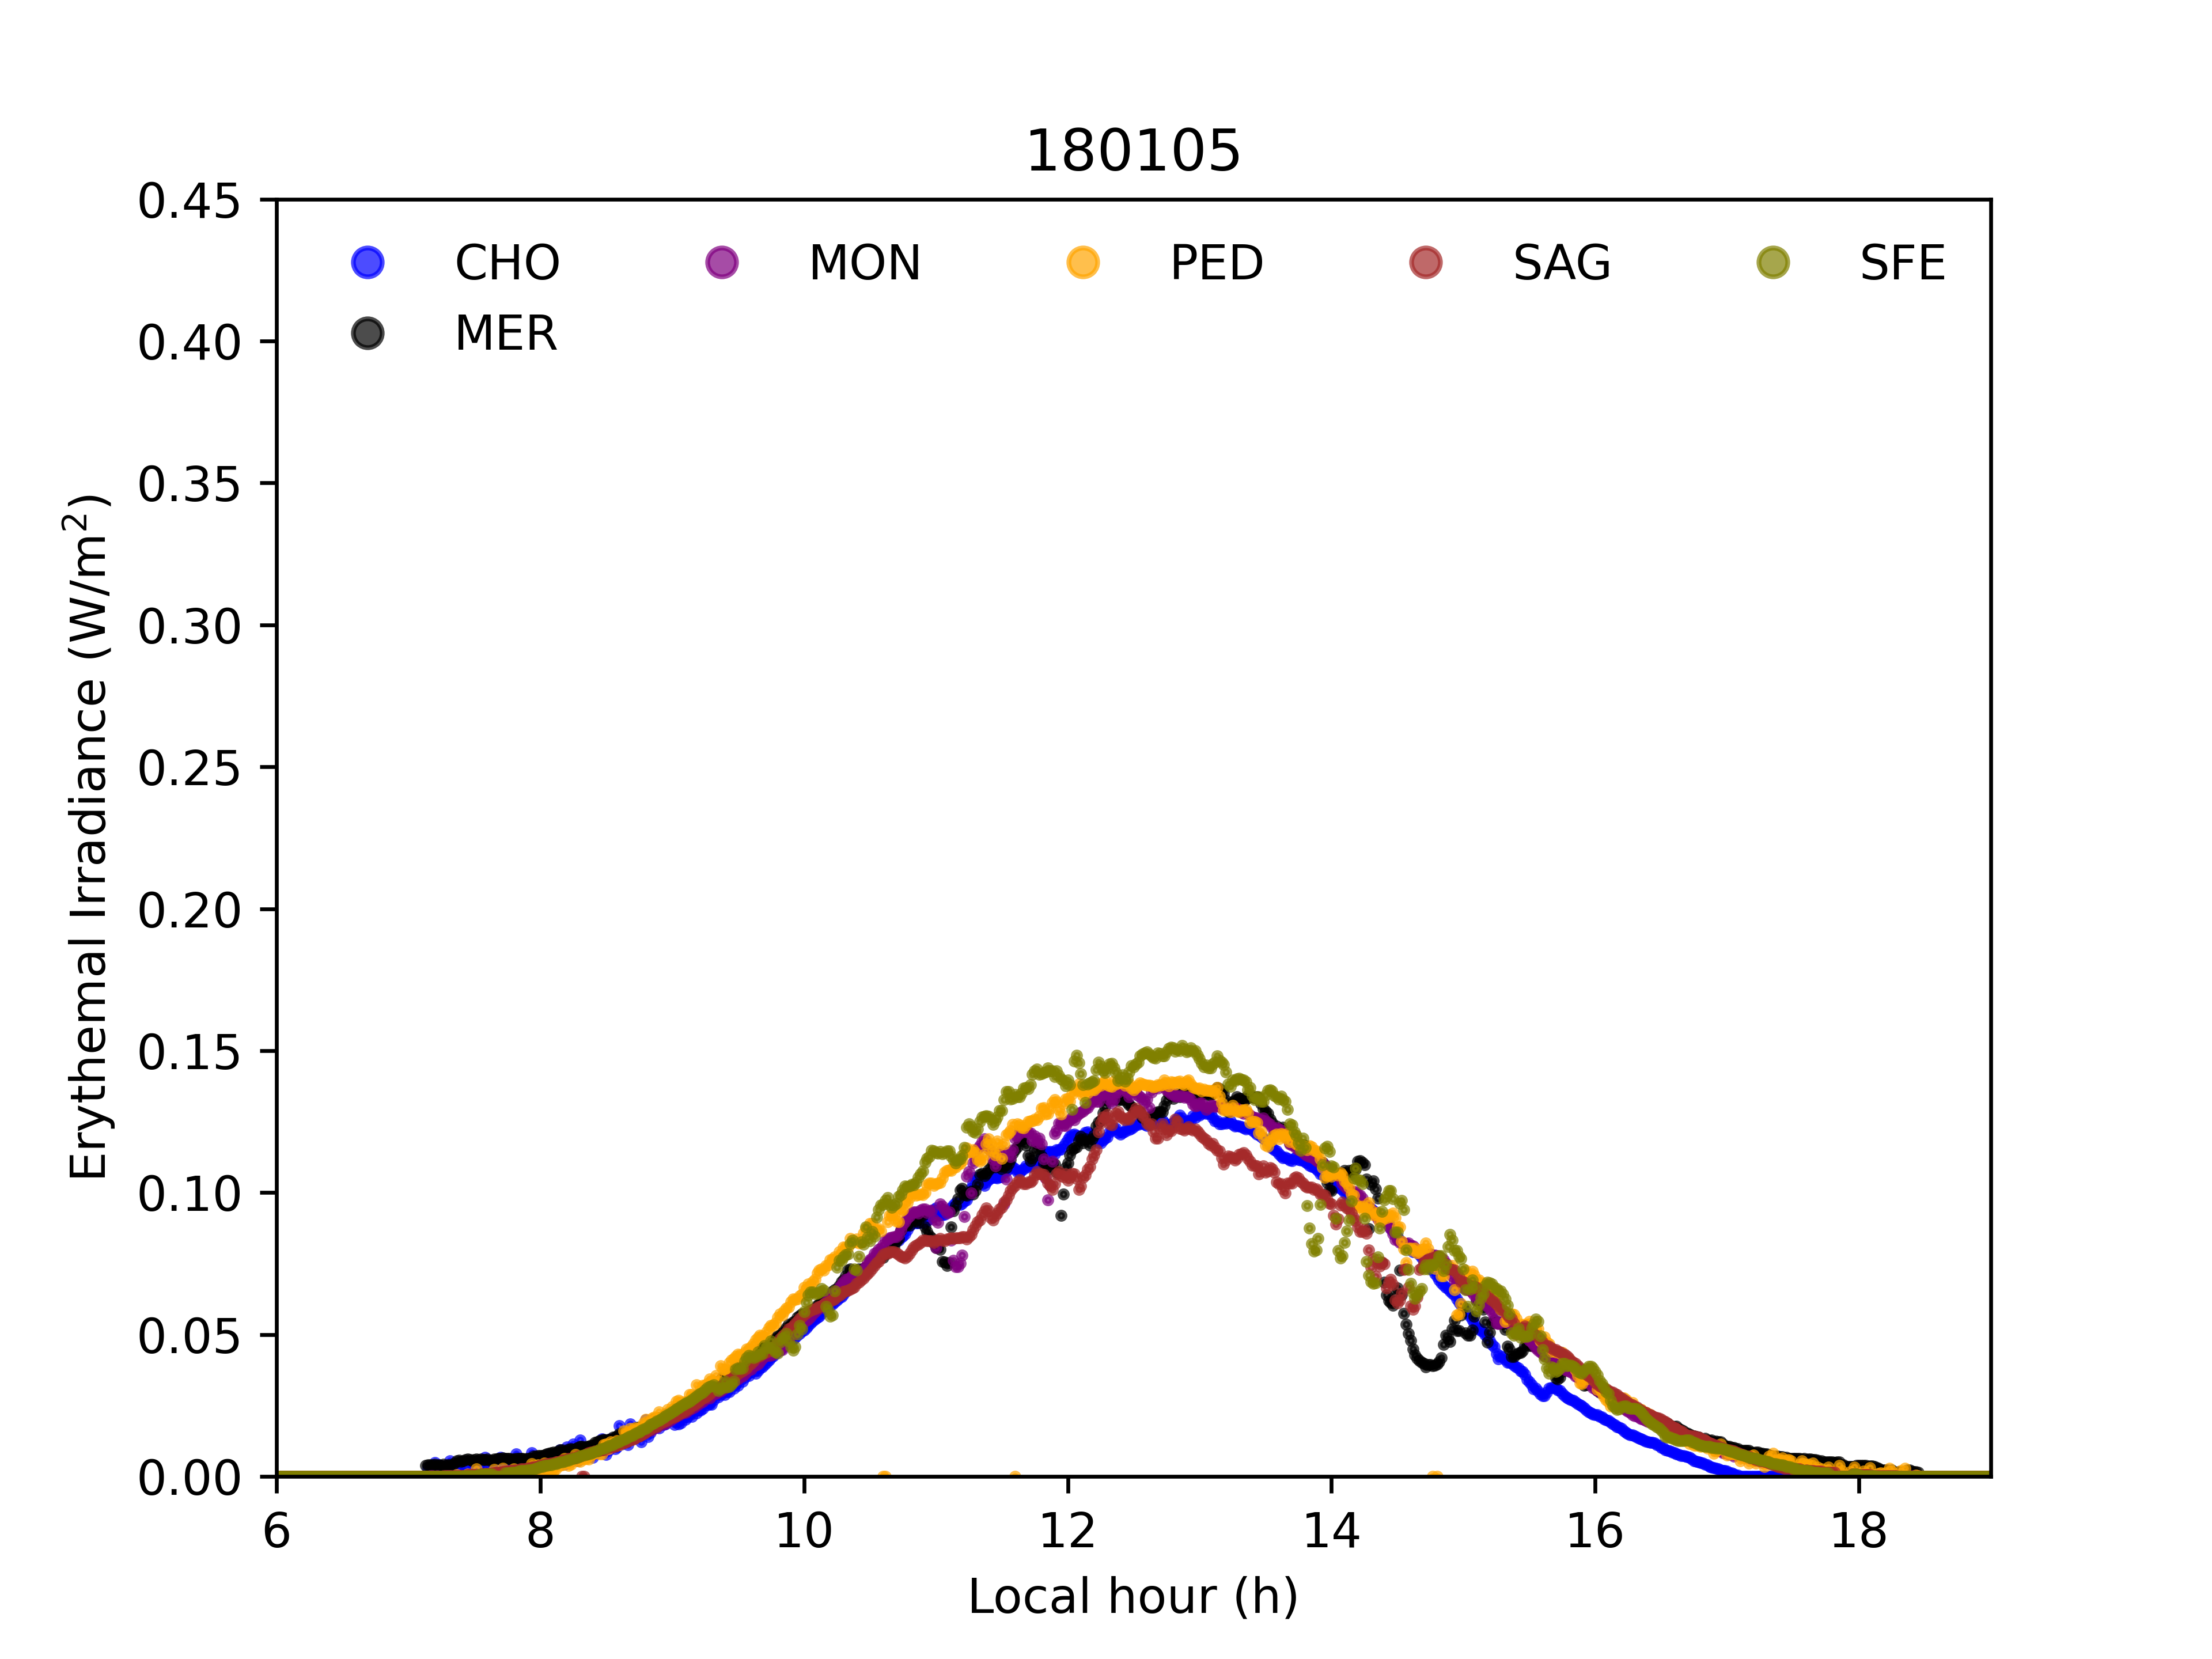 180105
CHO MON PED SAG SFE
MER
0.45
0.40
0.35
0.30
0.25
0.20
0.15
0.10
0.05
0.00
Erythemal Irradiance (W/m²)
6 8 10 12 14 16 18
Local hour (h)